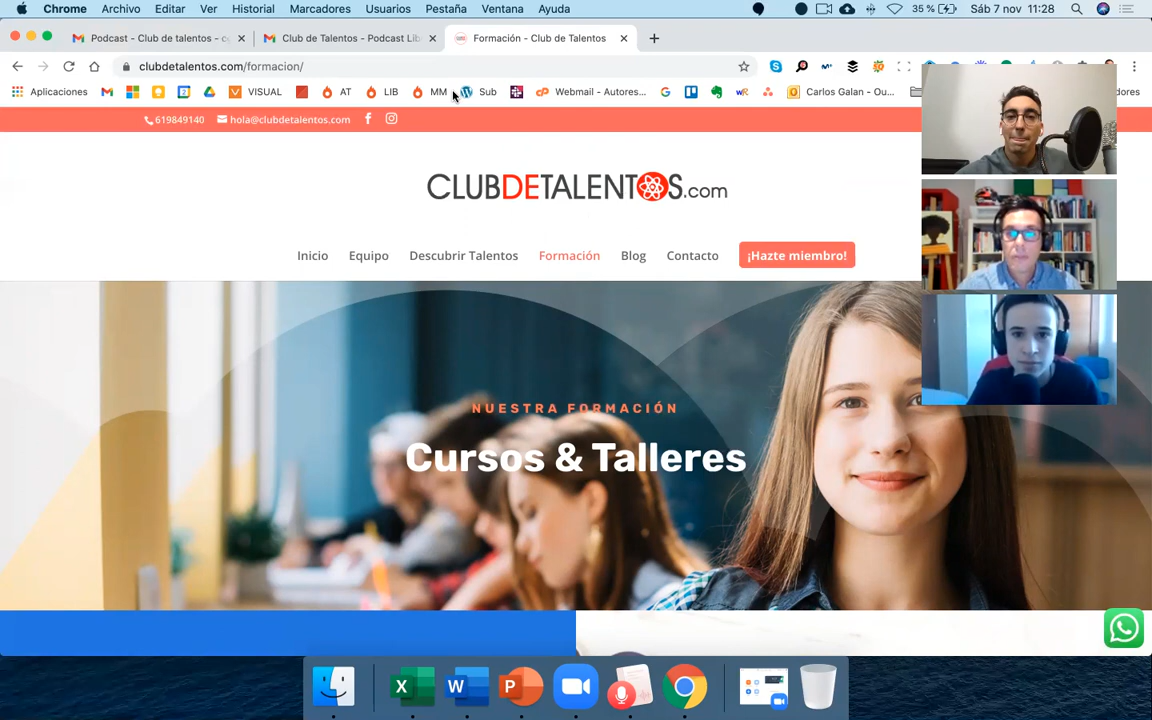 Chrome Archivo Editar Ver Historial Marcadores Usuarios Pestaña Ventana Ayuda 35 % Sáb 7 nov 11:28
Podcast - Club de talentos - Club de Talentos - Podcast Lib Formación - Club de Talentos
clubdetalentos.com/formacion/
Aplicaciones VISUAL AT LIB MM Sub Webmail - Autores... Carlos Galan - Ou...
619849140 hola@clubdetalentos.com
CLUBDETALENTOS.com
Inicio Equipo Descubrir Talentos Formación Blog Contacto ¡Hazte miembro!
NUESTRA FORMACIÓN
Cursos & Talleres
X W P